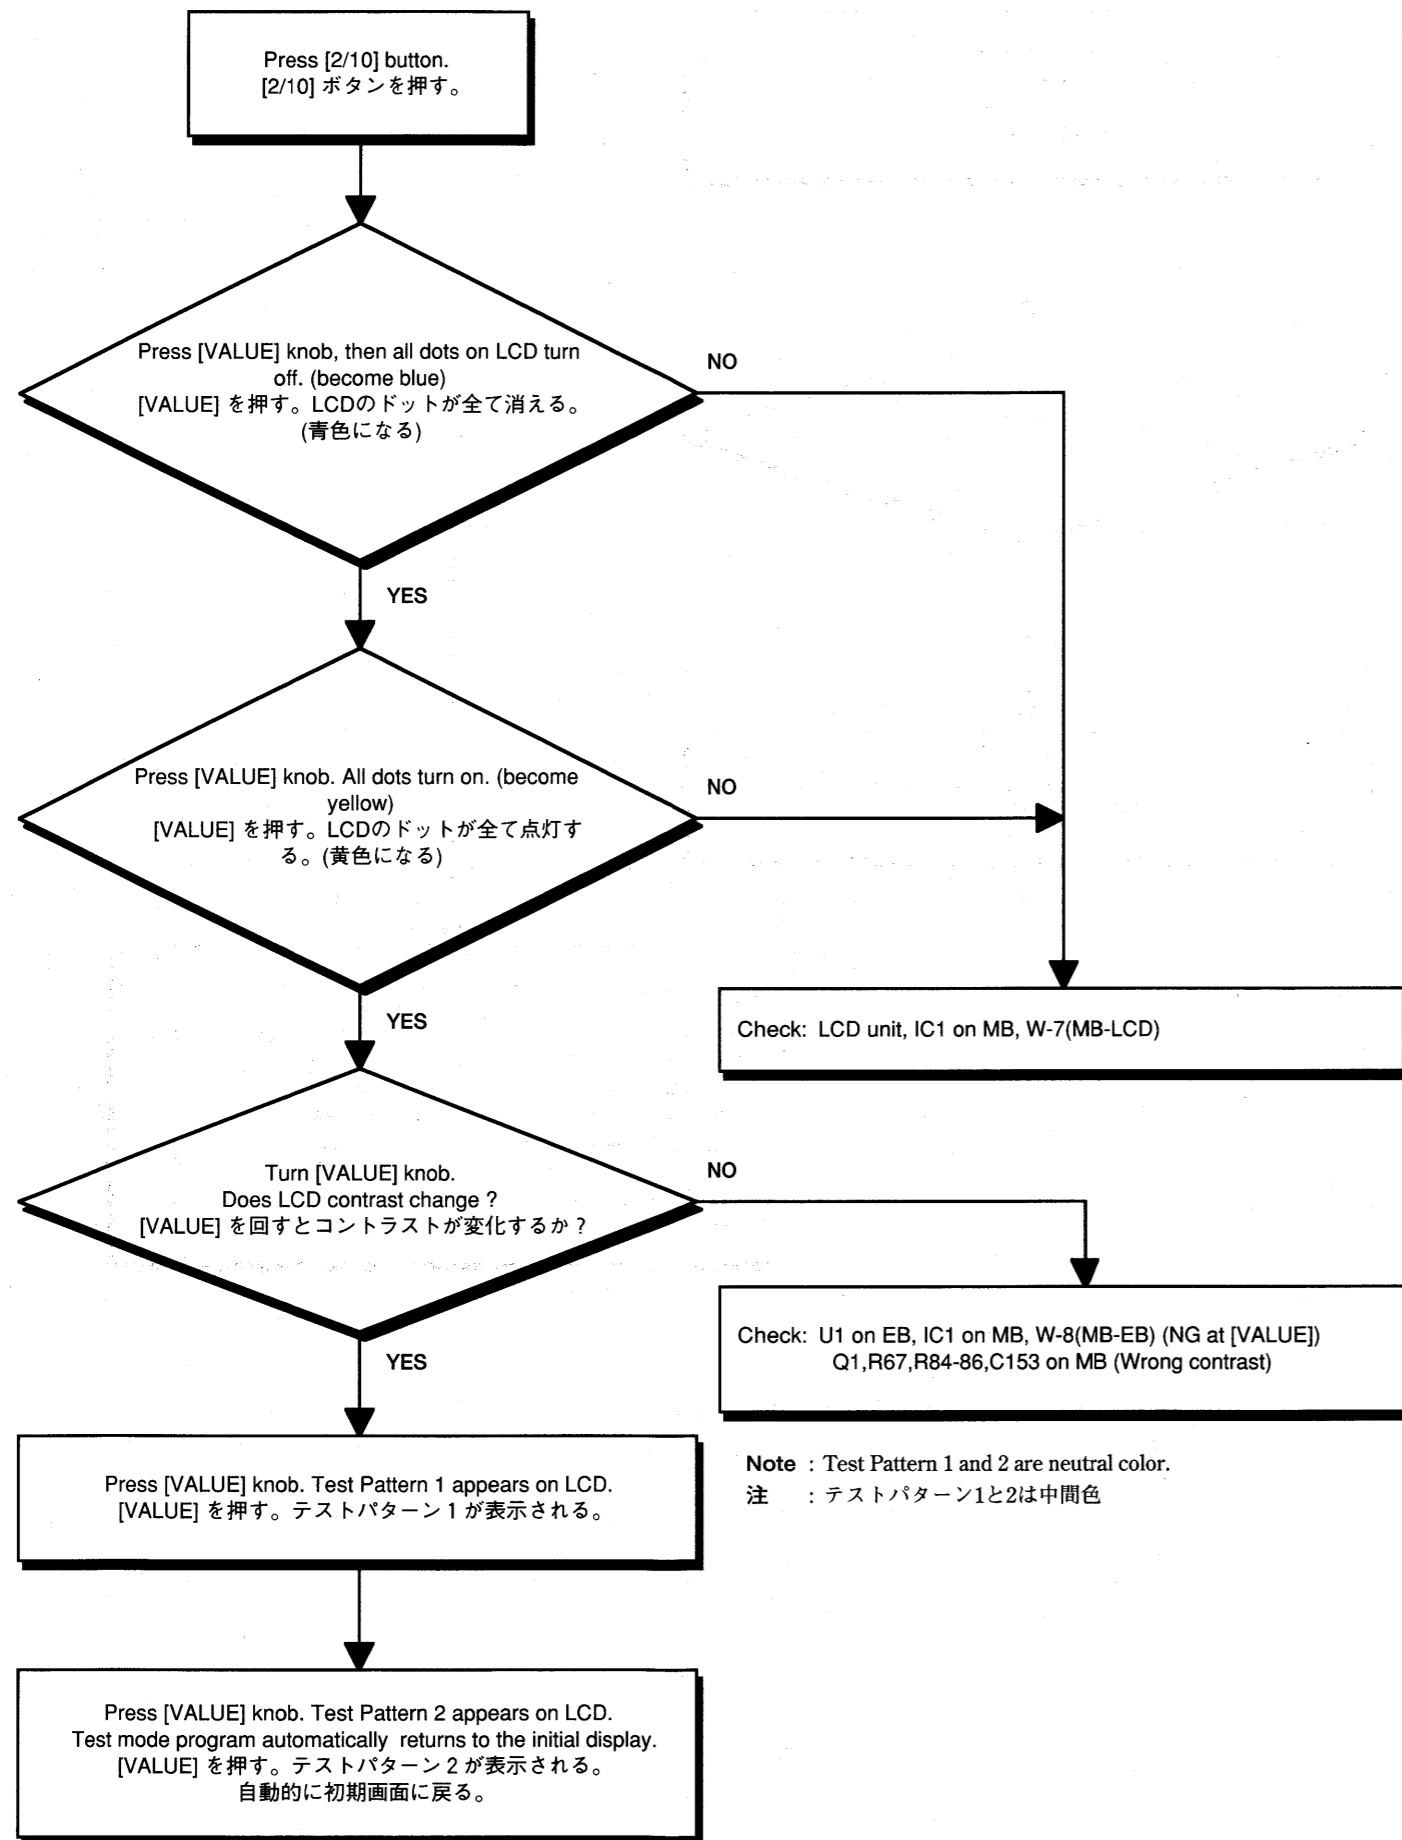 Press [2/10] button.
[2/10] ボタンを押す。
Press [VALUE] knob, then all dots on LCD turn
off. (become blue)
[VALUE] を押す。LCDのドットが全て消える。
(青色になる)
NO
YES
Press [VALUE] knob. All dots turn on. (become
yellow)
[VALUE] を押す。LCDのドットが全て点灯す
る。(黄色になる)
NO
YES
Check: LCD unit, IC1 on MB, W-7(MB-LCD)
Turn [VALUE] knob.
Does LCD contrast change ?
[VALUE] を回すとコントラストが変化するか？
NO
YES
Check: U1 on EB, IC1 on MB, W-8(MB-EB) (NG at [VALUE])
Q1,R67,R84-86,C153 on MB (Wrong contrast)
Press [VALUE] knob. Test Pattern 1 appears on LCD.
[VALUE] を押す。テストパターン 1 が表示される。
Note : Test Pattern 1 and 2 are neutral color.
注 : テストパターン1と2は中間色
Press [VALUE] knob. Test Pattern 2 appears on LCD.
Test mode program automatically returns to the initial display.
[VALUE] を押す。テストパターン 2 が表示される。
自動的に初期画面に戻る。